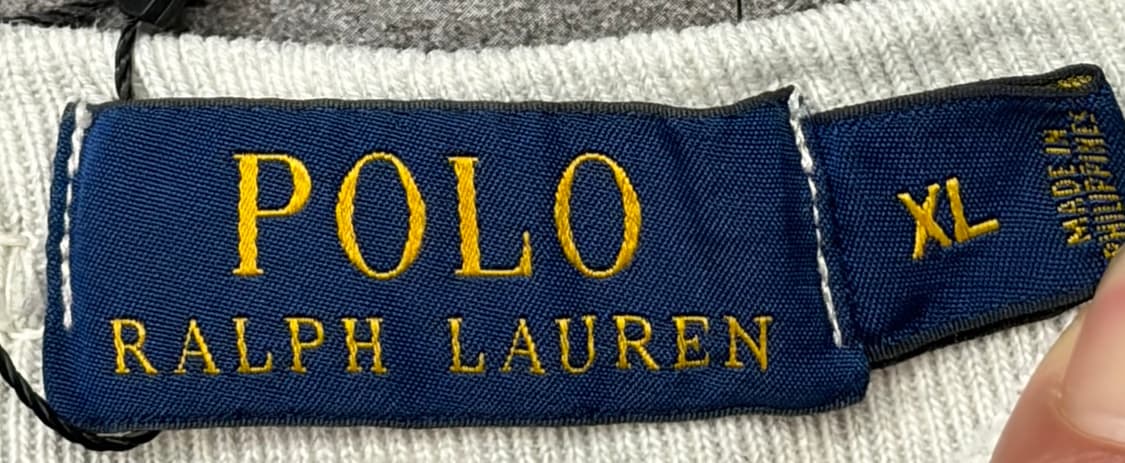 POLO
RALPH LAUREN
XL
MADE IN
PHILIPPINES